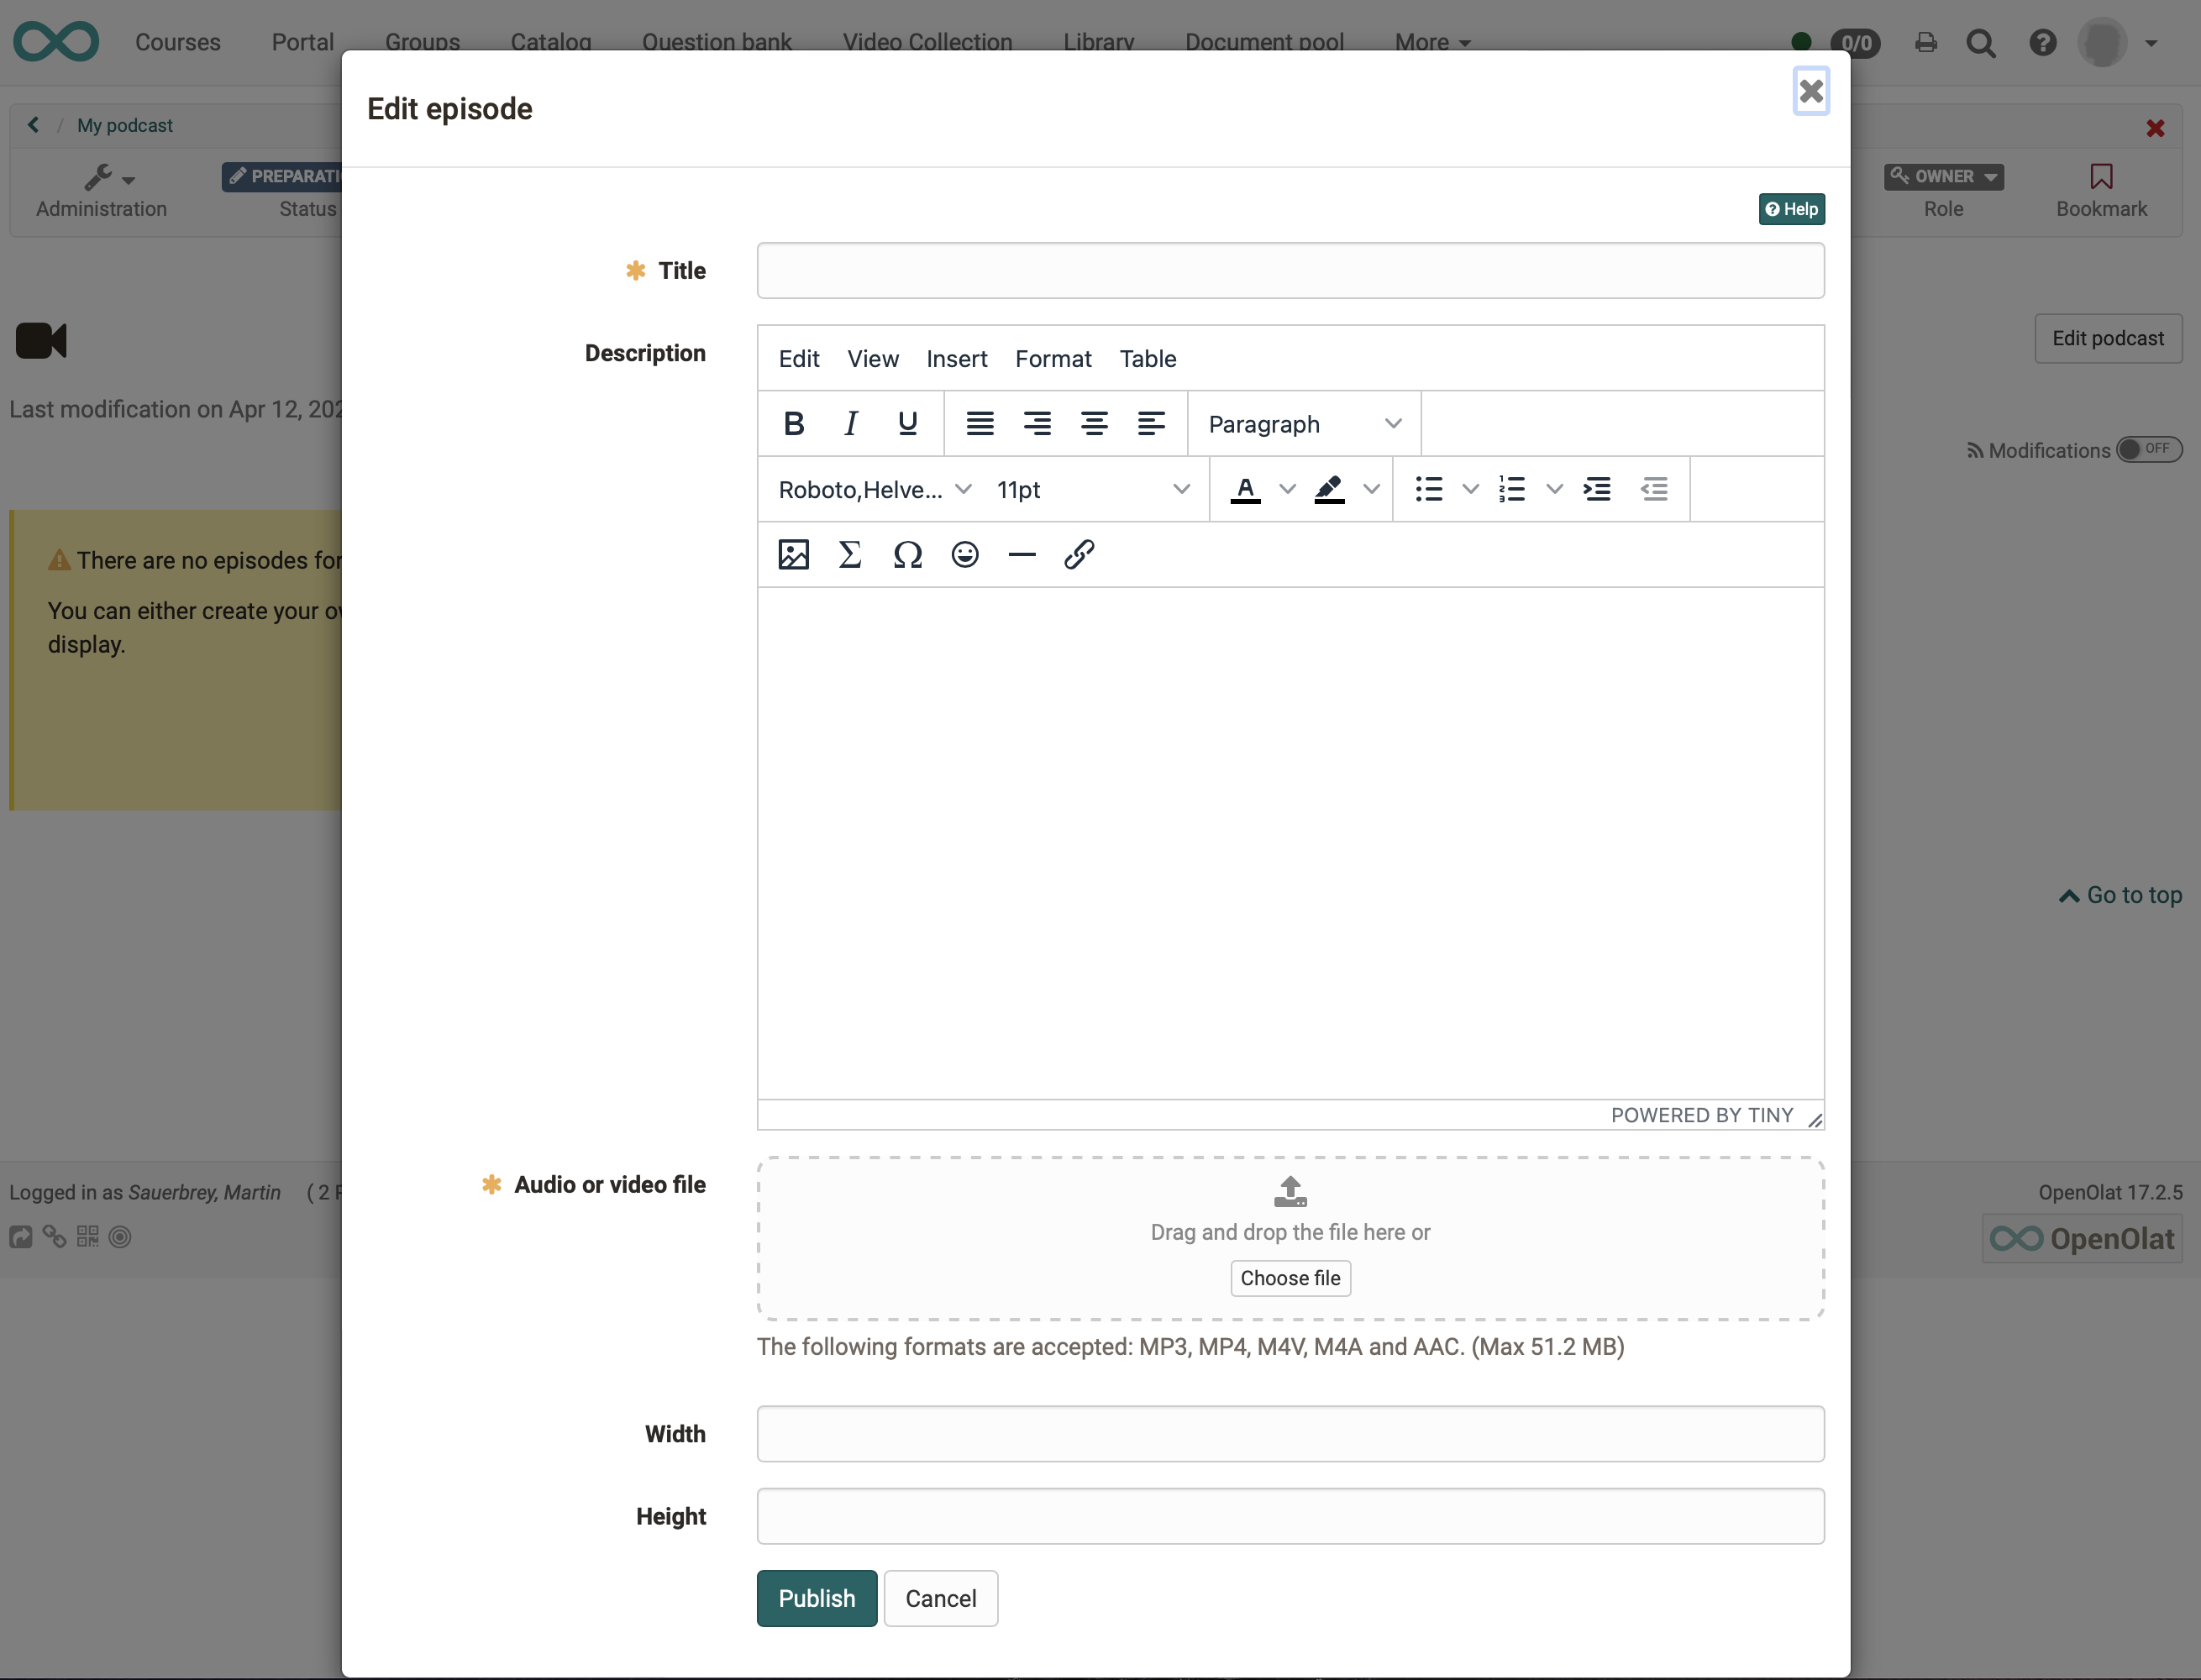 Courses Portal Groups Catalog Question bank Video Collection Library Document pool More 0/0
Edit episode
/ My podcast
PREPARATI
OWNER
Administration Status Role Bookmark
Help
Title
Description
Edit View Insert Format Table
Edit podcast
Last modification on Apr 12, 202
B I U Paragraph
Modifications OFF
Roboto,Helve... 11pt A
There are no episodes for
You can either create your
display.
Go to top
POWERED BY TINY
Audio or video file
Drag and drop the file here or
Choose file
The following formats are accepted: MP3, MP4, M4V, M4A and AAC. (Max 51.2 MB)
Logged in as Sauerbrey, Martin ( 2
OpenOlat 17.2.5
OpenOlat
Width
Height
Publish Cancel